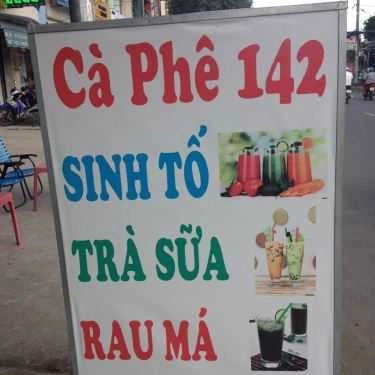 Cà Phê 142
SINH TỐ
TRÀ SỮA
RAU MÁ